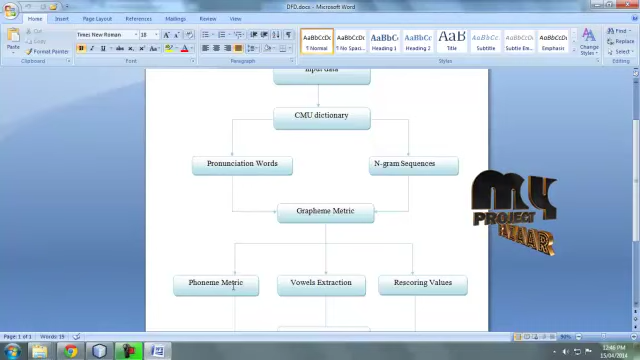 DFD.docx - Microsoft Word
Home Insert Page Layout References Mailings Review View
Paste
Cut
Copy
Format Painter
Clipboard
Times New Roman 18
Font
Paragraph
AaBbCcDc AaBbCcDc AaBbC AaBbCc AaB AaBbCc AaBbCcDc AaBbCcDc
¶ Normal ¶ No Spaci... Heading 1 Heading 2 Title Subtitle Subtle Em... Emphasis
Styles
Change Styles
Find
Replace
Select
Editing
Input data
CMU dictionary
Pronunciation Words N-gram Sequences
Grapheme Metric
MY
PROJECT
BAZAAR
Phoneme Metric Vowels Extraction Rescoring Values
Page: 1 of 1 Words: 19
90%
12:46 PM
15/04/2014